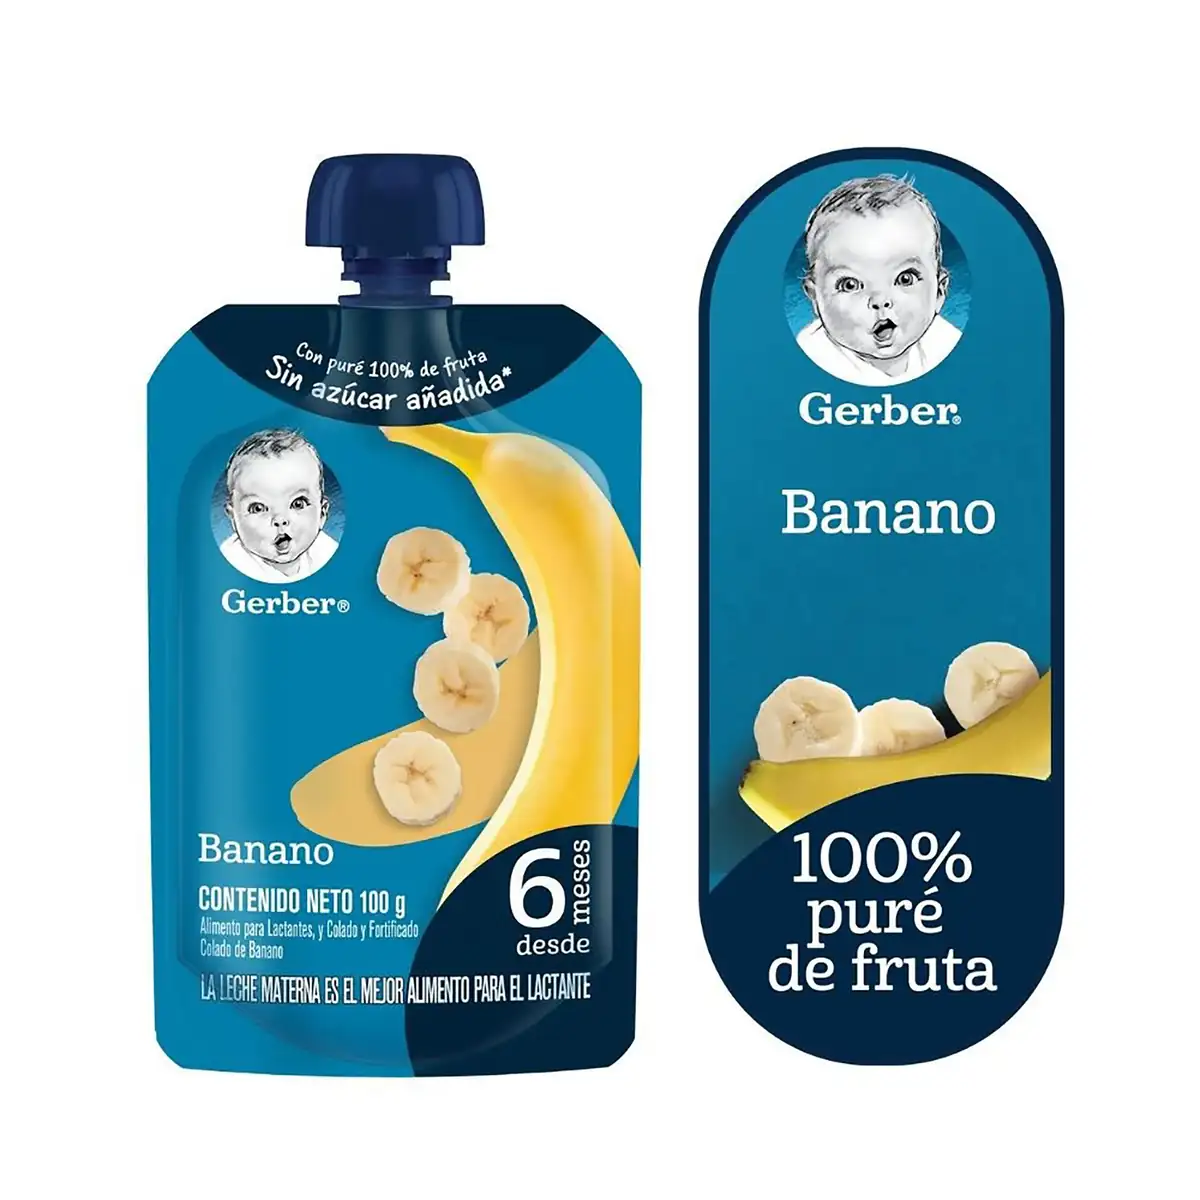 Con puré 100% de fruta
Sin azúcar añadida*
Gerber®
Banano
CONTENIDO NETO 100 g
Alimento para Lactantes, y Colado y Fortificado
Colado de Banano
6 meses
desde
LA LECHE MATERNA ES EL MEJOR ALIMENTO PARA EL LACTANTE
Gerber®
Banano
100%
puré
de fruta